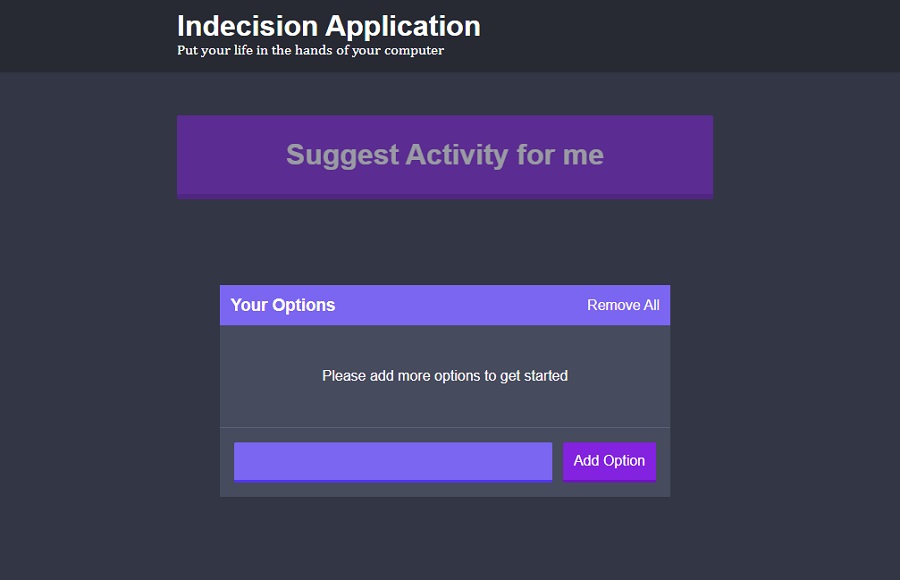 Indecision Application
Put your life in the hands of your computer
Suggest Activity for me
Your Options
Remove All
Please add more options to get started
Add Option